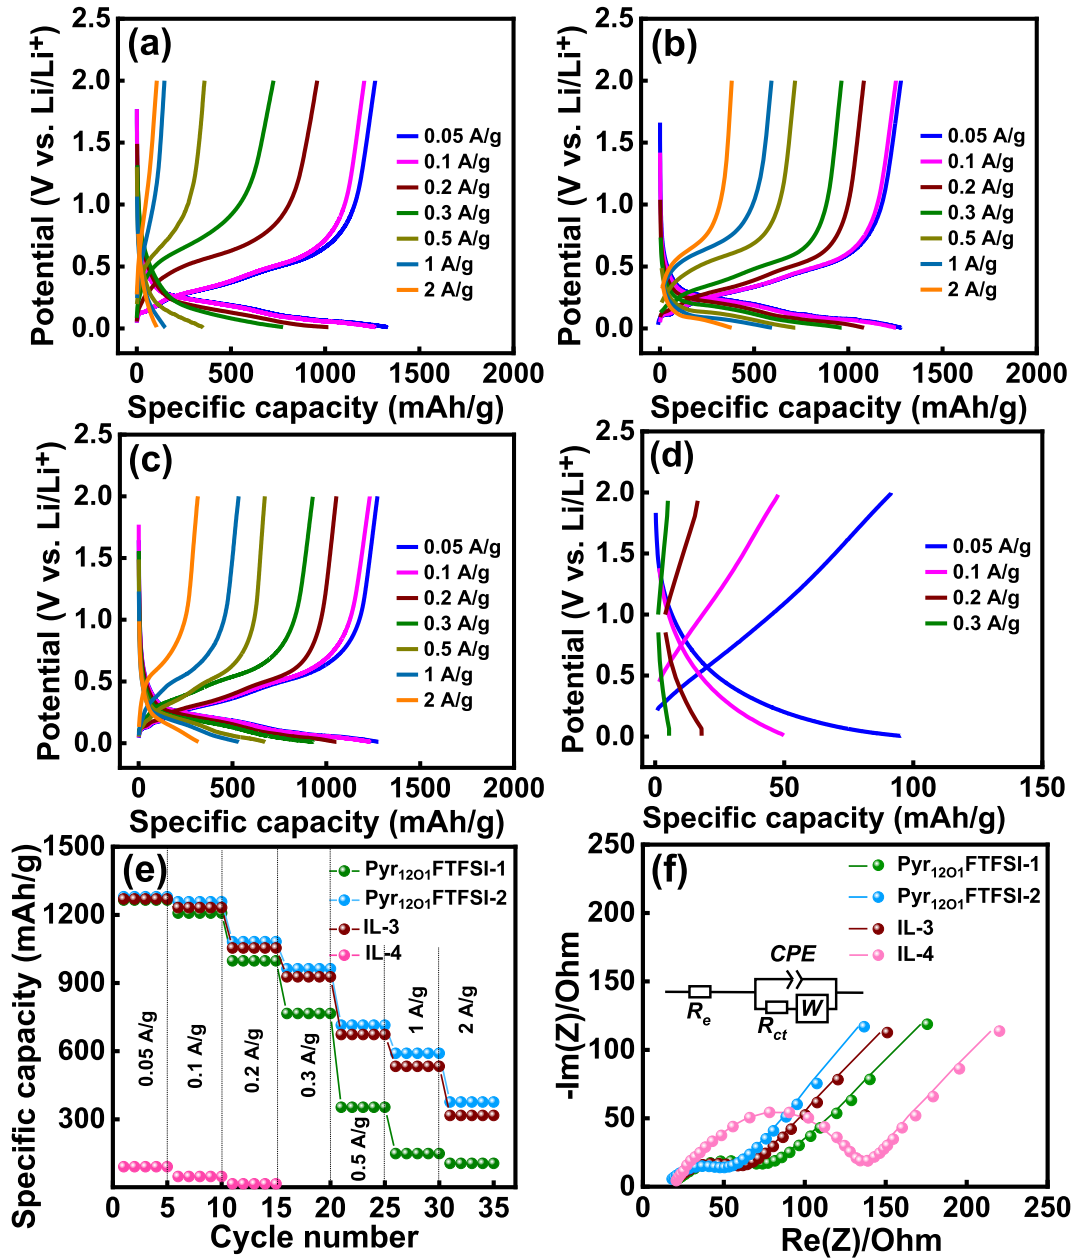 (a)
2.5
2.0
1.5
1.0
0.5
0.0
Potential (V vs. Li/Li⁺)
0.05 A/g
0.1 A/g
0.2 A/g
0.3 A/g
0.5 A/g
1 A/g
2 A/g
0 500 1000 1500 2000
Specific capacity (mAh/g)
(b)
2.5
2.0
1.5
1.0
0.5
0.0
Potential (V vs. Li/Li⁺)
0.05 A/g
0.1 A/g
0.2 A/g
0.3 A/g
0.5 A/g
1 A/g
2 A/g
0 500 1000 1500 2000
Specific capacity (mAh/g)
(c)
2.5
2.0
1.5
1.0
0.5
0.0
Potential (V vs. Li/Li⁺)
0.05 A/g
0.1 A/g
0.2 A/g
0.3 A/g
0.5 A/g
1 A/g
2 A/g
0 500 1000 1500 2000
Specific capacity (mAh/g)
(d)
2.5
2.0
1.5
1.0
0.5
0.0
Potential (V vs. Li/Li⁺)
0.05 A/g
0.1 A/g
0.2 A/g
0.3 A/g
0 50 100 150
Specific capacity (mAh/g)
(e)
1500
1200
900
600
300
Specific capacity (mAh/g)
Pyr₁₂O₁FTFSI-1
Pyr₁₂O₁FTFSI-2
IL-3
IL-4
0.05 A/g
0.1 A/g
0.2 A/g
0.3 A/g
0.5 A/g
1 A/g
2 A/g
0 5 10 15 20 25 30 35
Cycle number
(f)
250
200
150
100
50
0
-Im(Z)/Ohm
Pyr₁₂O₁FTFSI-1
Pyr₁₂O₁FTFSI-2
IL-3
IL-4
CPE
Re
Rct
W
0 50 100 150 200 250
Re(Z)/Ohm